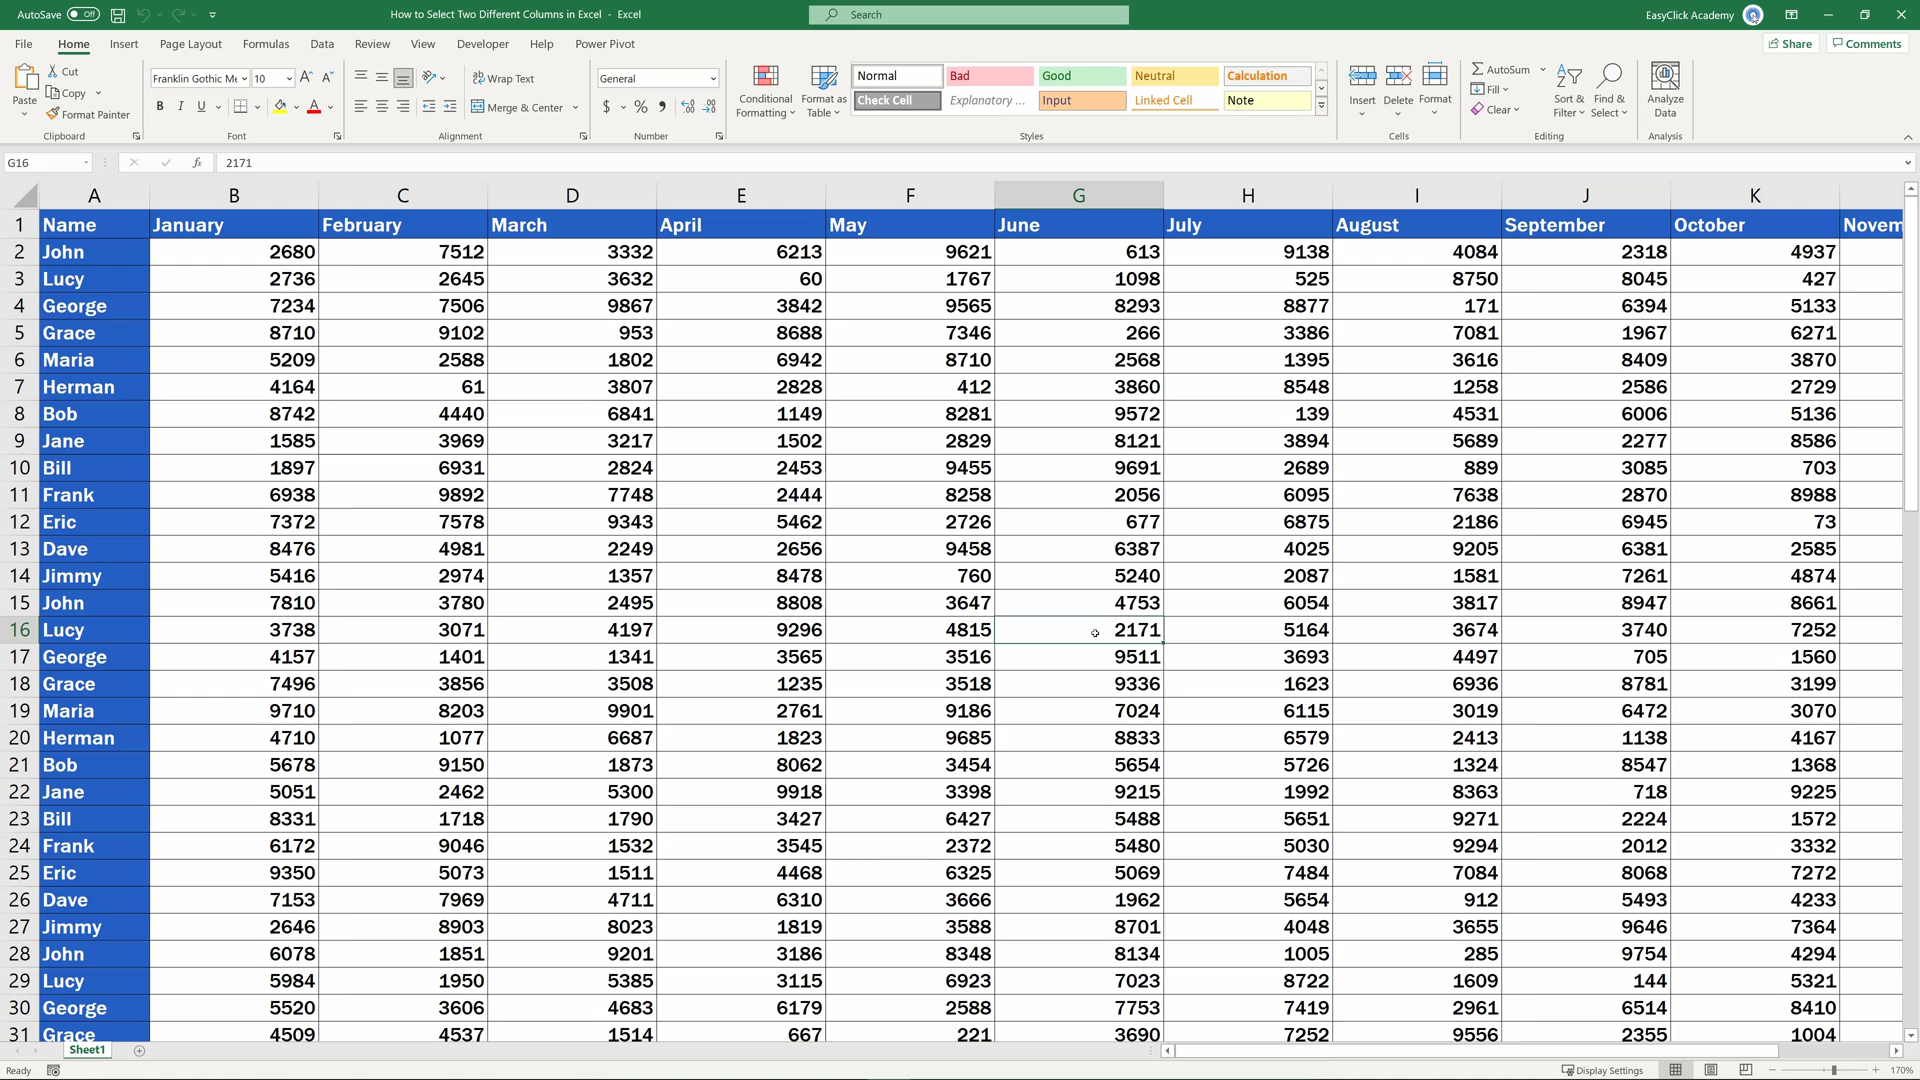 AutoSave Off How to Select Two Different Columns in Excel - Excel Search EasyClick Academy
File Home Insert Page Layout Formulas Data Review View Developer Help Power Pivot Share Comments
Paste Cut Copy Format Painter
Franklin Gothic Me 10
B I U A
Wrap Text
Merge & Center
General
$ %
Conditional Formatting Format as Table
Normal Bad Good Neutral Calculation
Check Cell Explanatory ... Input Linked Cell Note
Insert Delete Format
AutoSum
Fill
Clear
Sort & Filter Find & Select
Analyze Data
Clipboard Font Alignment Number Styles Cells Editing Analysis
G16 fx 2171
A B C D E F G H I J K
1 Name January February March April May June July August September October Novem
2 John 2680 7512 3332 6213 9621 613 9138 4084 2318 4937
3 Lucy 2736 2645 3632 60 1767 1098 525 8750 8045 427
4 George 7234 7506 9867 3842 9565 8293 8877 171 6394 5133
5 Grace 8710 9102 953 8688 7346 266 3386 7081 1967 6271
6 Maria 5209 2588 1802 6942 8710 2568 1395 3616 8409 3870
7 Herman 4164 61 3807 2828 412 3860 8548 1258 2586 2729
8 Bob 8742 4440 6841 1149 8281 9572 139 4531 6006 5136
9 Jane 1585 3969 3217 1502 2829 8121 3894 5689 2277 8586
10 Bill 1897 6931 2824 2453 9455 9691 2689 889 3085 703
11 Frank 6938 9892 7748 2444 8258 2056 6095 7638 2870 8988
12 Eric 7372 7578 9343 5462 2726 677 6875 2186 6945 73
13 Dave 8476 4981 2249 2656 9458 6387 4025 9205 6381 2585
14 Jimmy 5416 2974 1357 8478 760 5240 2087 1581 7261 4874
15 John 7810 3780 2495 8808 3647 4753 6054 3817 8947 8661
16 Lucy 3738 3071 4197 9296 4815 2171 5164 3674 3740 7252
17 George 4157 1401 1341 3565 3516 9511 3693 4497 705 1560
18 Grace 7496 3856 3508 1235 3518 9336 1623 6936 8781 3199
19 Maria 9710 8203 9901 2761 9186 7024 6115 3019 6472 3070
20 Herman 4710 1077 6687 1823 9685 8833 6579 2413 1138 4167
21 Bob 5678 9150 1873 8062 3454 5654 5726 1324 8547 1368
22 Jane 5051 2462 5300 9918 3398 9215 1992 8363 718 9225
23 Bill 8331 1718 1790 3427 6427 5488 5651 9271 2224 1572
24 Frank 6172 9046 1532 3545 2372 5480 5030 9294 2012 3332
25 Eric 9350 5073 1511 4468 6325 5069 7484 7084 8068 7272
26 Dave 7153 7969 4711 6310 3666 1962 5654 912 5493 4233
27 Jimmy 2646 8903 8023 1819 3588 8701 4048 3655 9646 7364
28 John 6078 1851 9201 3186 8348 8134 1005 285 9754 4294
29 Lucy 5984 1950 5385 3115 6923 7023 8722 1609 144 5321
30 George 5520 3606 4683 6179 2588 7753 7419 2961 6514 8410
31 Grace 4509 4537 1514 667 221 3690 7252 9556 2355 1004
Sheet1
Ready Display Settings 170%